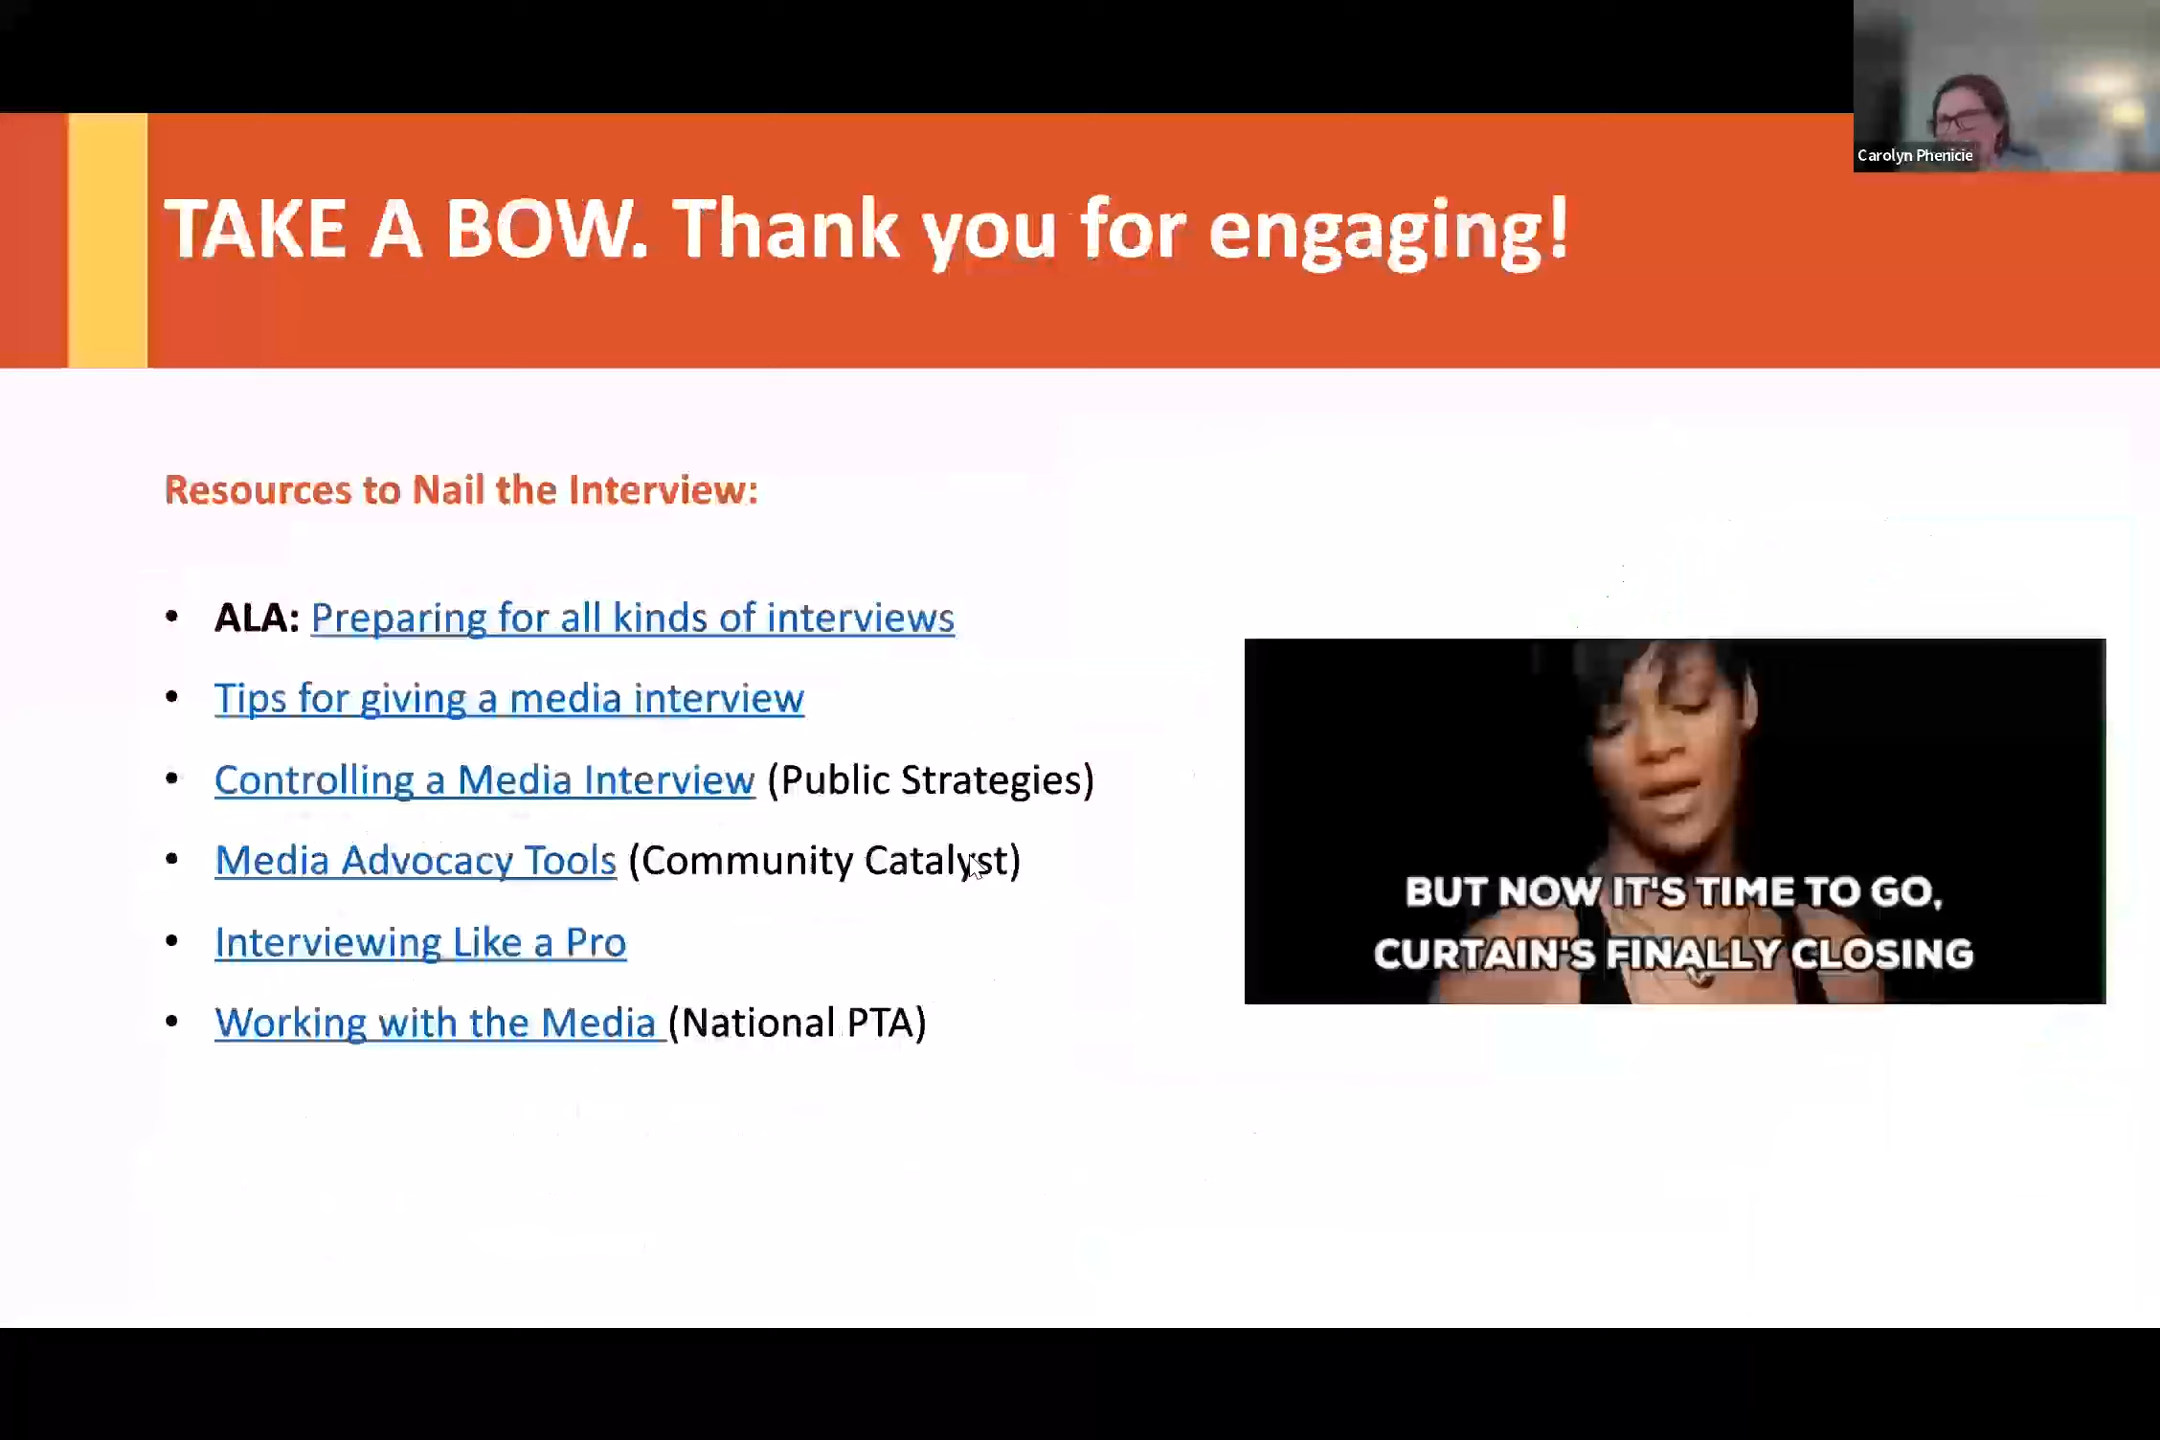 Carolyn Phenicie
TAKE A BOW. Thank you for engaging!
Resources to Nail the Interview:
• ALA: Preparing for all kinds of interviews
• Tips for giving a media interview
• Controlling a Media Interview (Public Strategies)
• Media Advocacy Tools (Community Catalyst)
• Interviewing Like a Pro
• Working with the Media (National PTA)
BUT NOW IT'S TIME TO GO,
CURTAIN'S FINALLY CLOSING